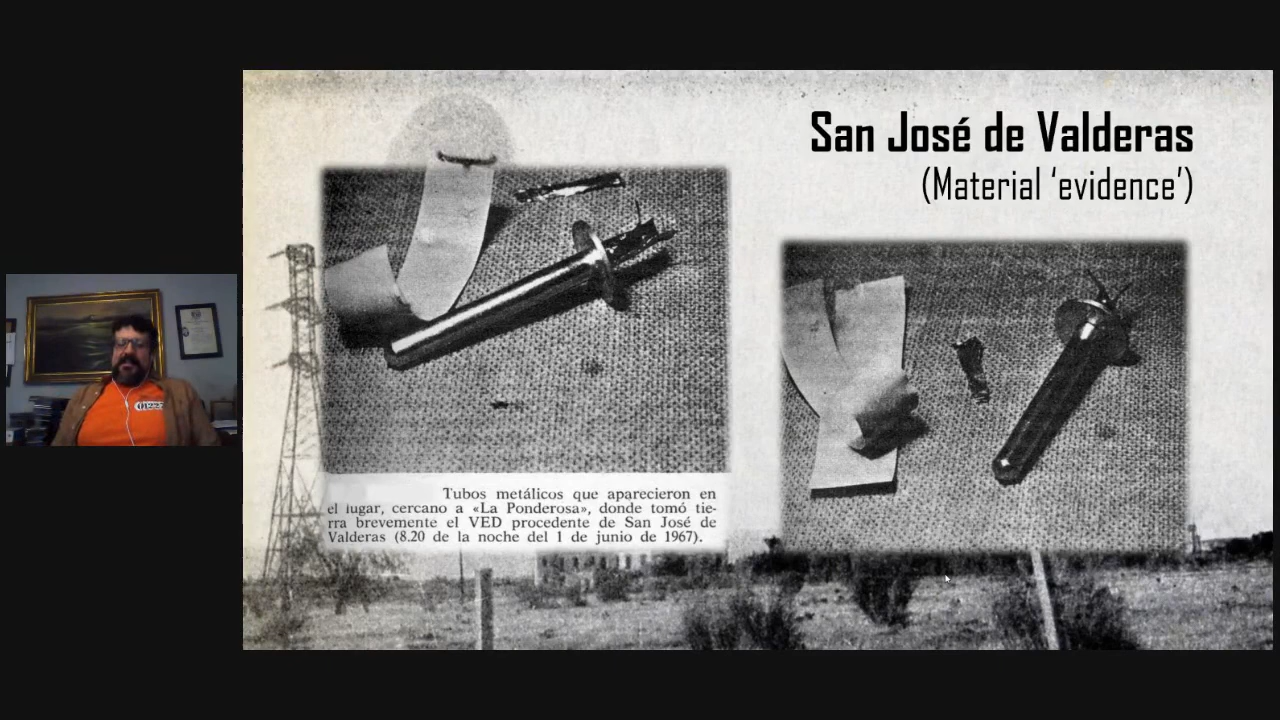 San José de Valderas
(Material ‘evidence’)
Tubos metálicos que aparecieron en
el lugar, cercano a «La Ponderosa», donde tomó tie-
rra brevemente el VED procedente de San José de
Valderas (8.20 de la noche del 1 de junio de 1967).